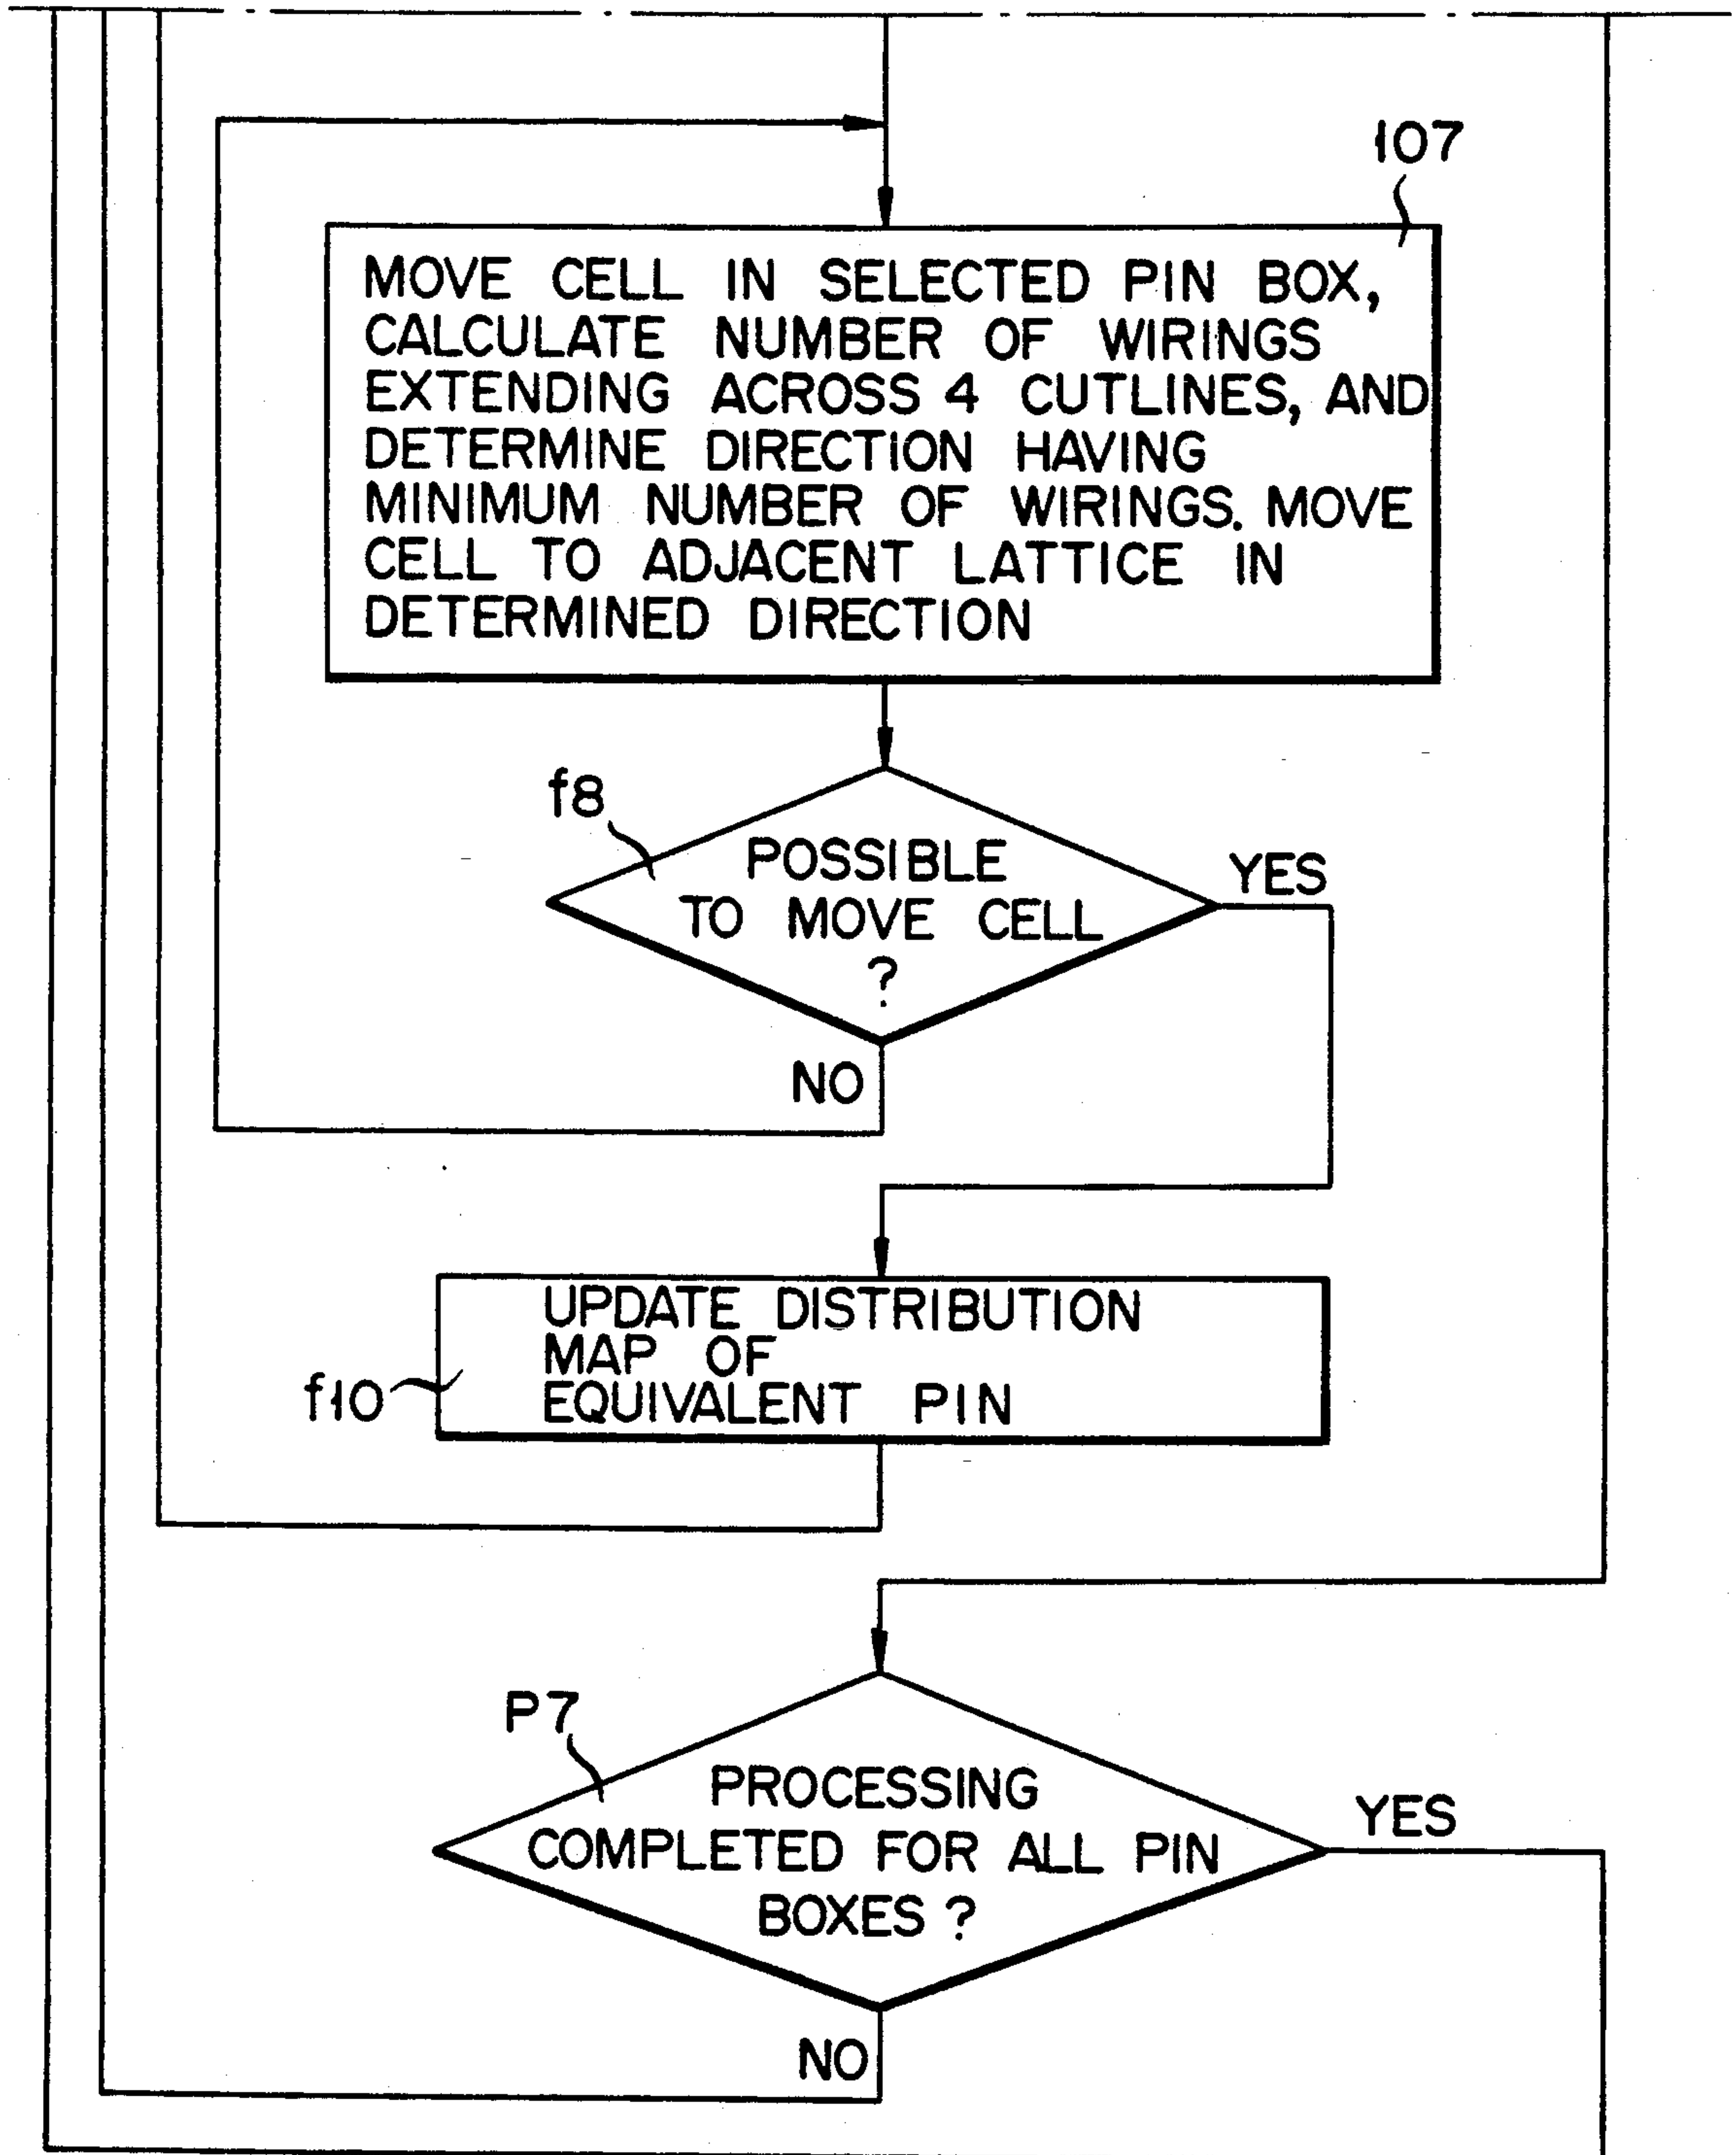 107
MOVE CELL IN SELECTED PIN BOX,
CALCULATE NUMBER OF WIRINGS
EXTENDING ACROSS 4 CUTLINES, AND
DETERMINE DIRECTION HAVING
MINIMUM NUMBER OF WIRINGS. MOVE
CELL TO ADJACENT LATTICE IN
DETERMINED DIRECTION
f8
POSSIBLE
TO MOVE CELL
?
YES
NO
UPDATE DISTRIBUTION
MAP OF
EQUIVALENT PIN
f10
P7
PROCESSING
COMPLETED FOR ALL PIN
BOXES ?
YES
NO